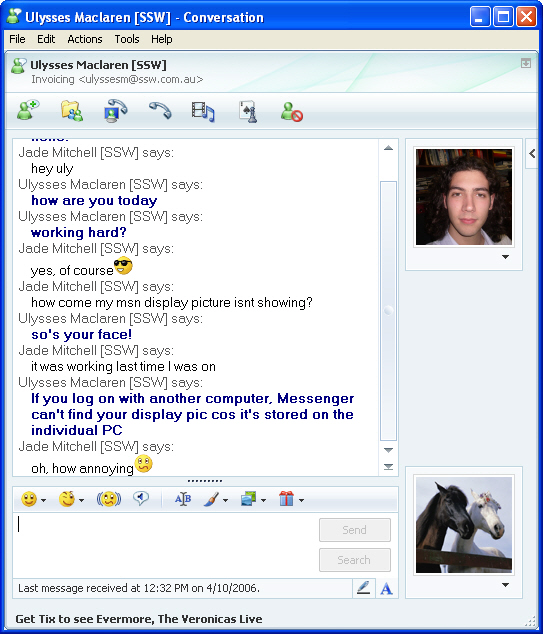 Ulysses Maclaren [SSW] - Conversation
File Edit Actions Tools Help
Ulysses Maclaren [SSW]
Invoicing <ulyssesm@ssw.com.au>
Jade Mitchell [SSW] says:
hey uly
Ulysses Maclaren [SSW] says:
how are you today
Ulysses Maclaren [SSW] says:
working hard?
Jade Mitchell [SSW] says:
yes, of course
Jade Mitchell [SSW] says:
how come my msn display picture isnt showing?
Ulysses Maclaren [SSW] says:
so's your face!
Jade Mitchell [SSW] says:
it was working last time I was on
Ulysses Maclaren [SSW] says:
If you log on with another computer, Messenger
can't find your display pic cos it's stored on the
individual PC
Jade Mitchell [SSW] says:
oh, how annoying
Send
Search
Last message received at 12:32 PM on 4/10/2006.
A
Get Tix to see Evermore, The Veronicas Live